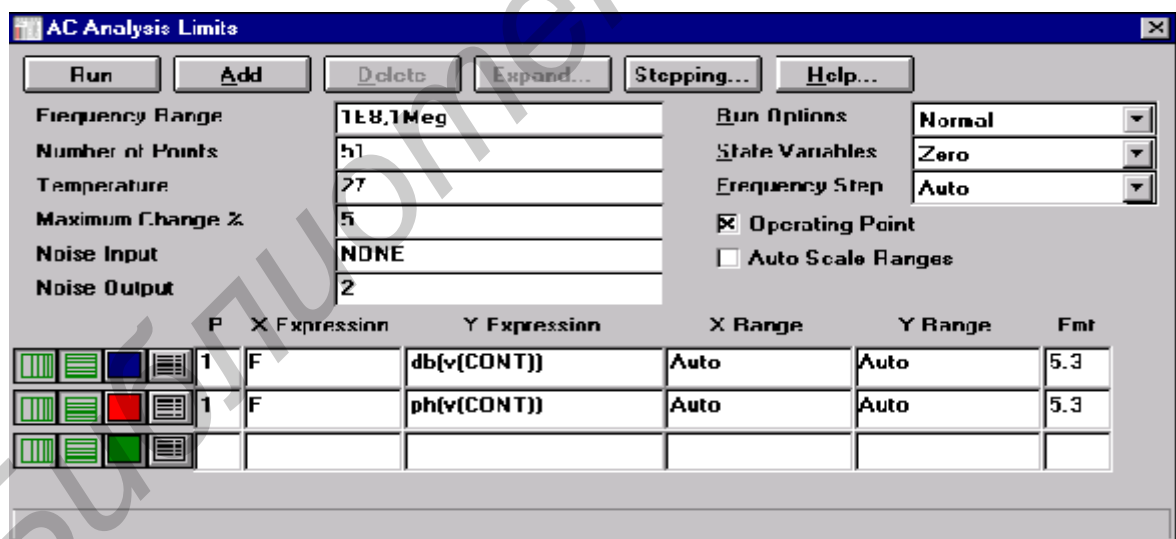 AC Analysis Limits
Run Add Delete Expand... Stepping... Help...
Frequency Range 1E8,1Meg Run Options Normal
Number of Points 51 State Variables Zero
Temperature 27 Frequency Step Auto
Maximum Change % 5 Operating Point
Noise Input NONE Auto Scale Ranges
Noise Output 2
P X Expression Y Expression X Range Y Range Fmt
1 F db(v(CONT)) Auto Auto 5.3
1 F ph(v(CONT)) Auto Auto 5.3